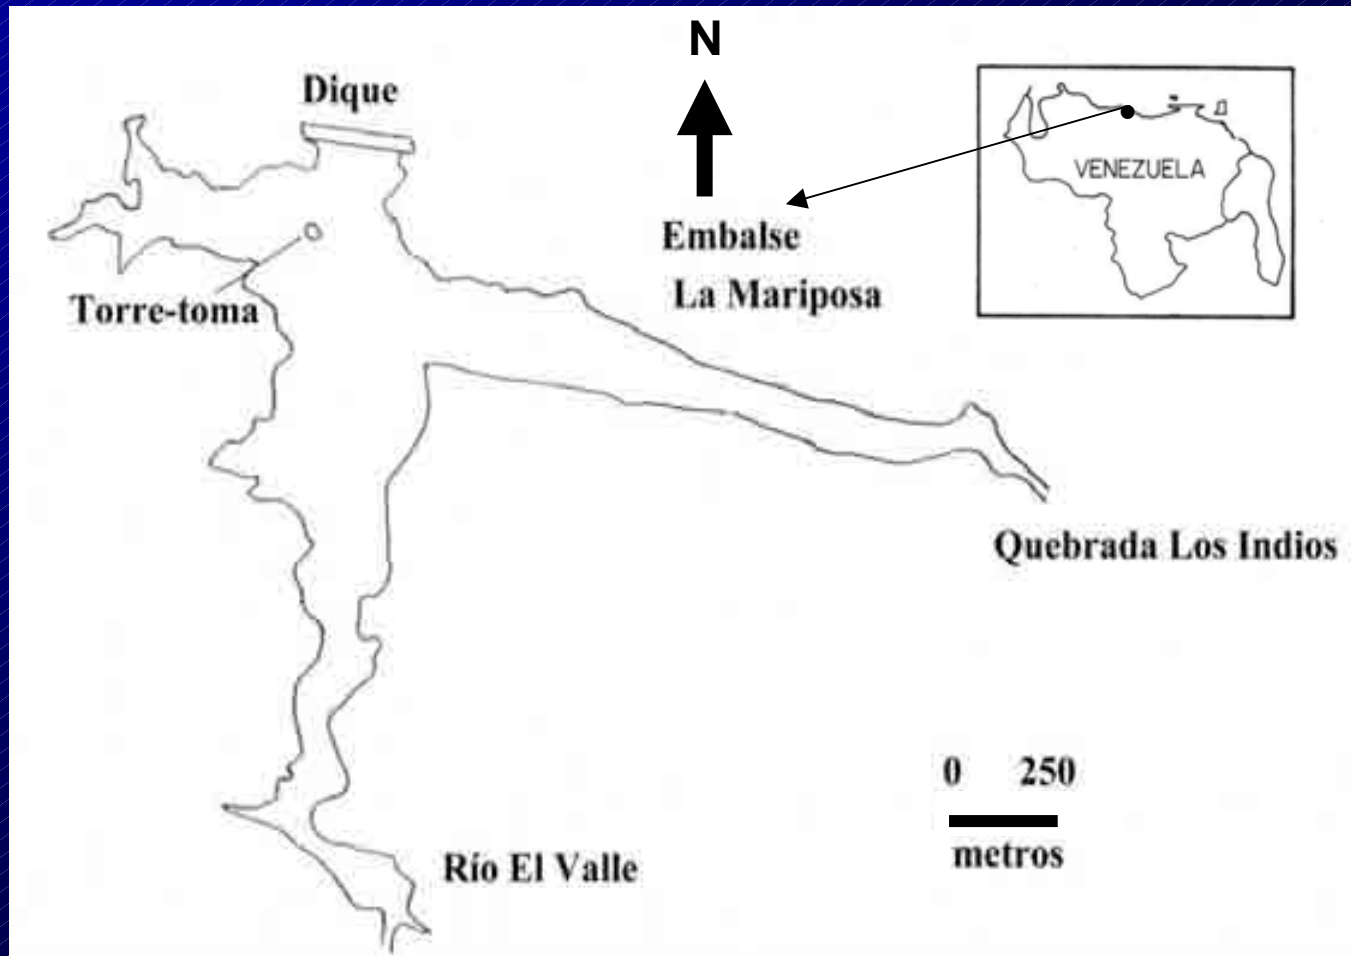 N
Dique
VENEZUELA
Embalse
La Mariposa
Torre-toma
Quebrada Los Indios
0 250
metros
Río El Valle